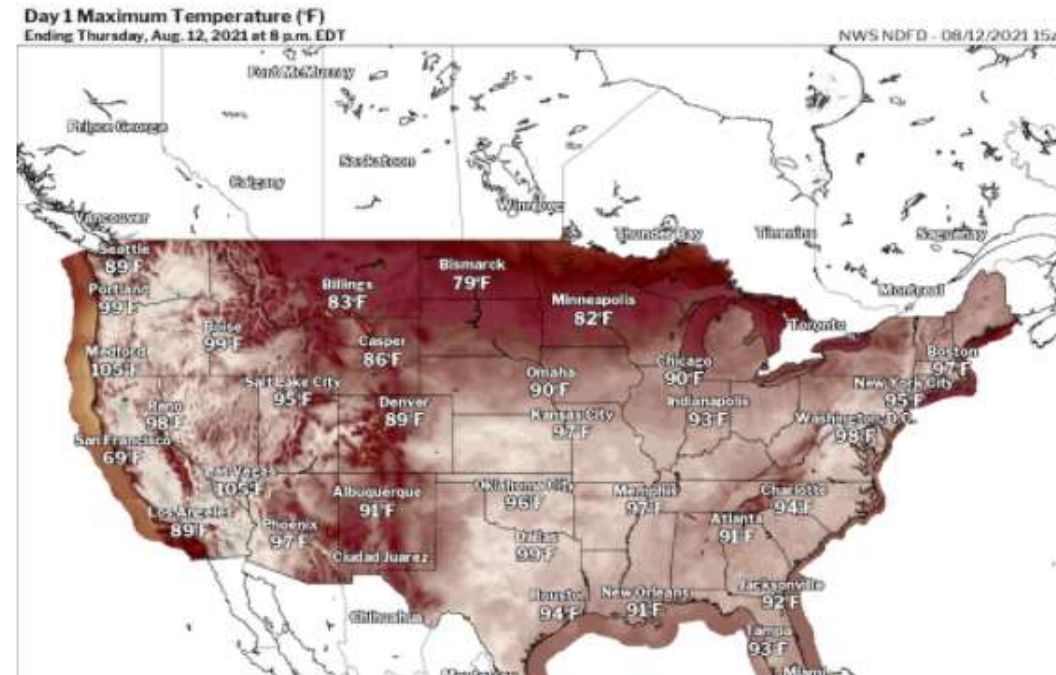 Day 1 Maximum Temperature (°F)
Ending Thursday, Aug. 12, 2021 at 8 p.m. EDT
NWS NDFD - 08/12/2021 15z
Fort McMurray
Prince George
Saskatoon
Calgary
Winnipeg
Vancouver
Thunder Bay
Timmins
Saguenay
Seattle
89°F
Bismarck
79°F
Montreal
Portland
99°F
Billings
83°F
Minneapolis
82°F
Toronto
Boise
99°F
Casper
86°F
Medford
105°F
Boston
97°F
Chicago
90°F
Omaha
90°F
Salt Lake City
95°F
New York City
95°F
Denver
89°F
Indianapolis
93°F
Reno
98°F
Kansas City
97°F
Washington, D.C.
98°F
San Francisco
69°F
Las Vegas
105°F
Albuquerque
91°F
Oklahoma City
96°F
Memphis
97°F
Charlotte
94°F
Los Angeles
89°F
Phoenix
97°F
Atlanta
91°F
Dallas
99°F
Ciudad Juarez
Jacksonville
92°F
Houston
94°F
New Orleans
91°F
Chihuahua
Tampa
93°F
Miami